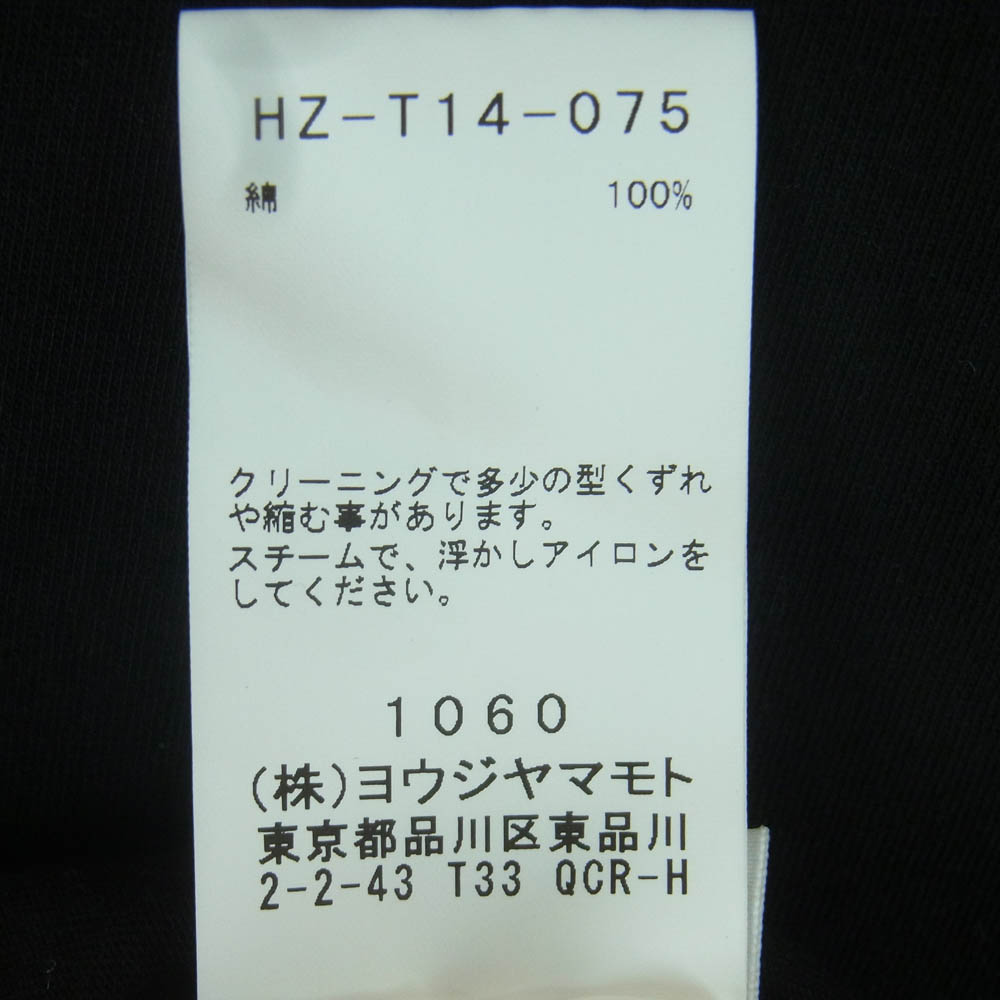 HZ-T14-075
綿 100%
クリーニングで多少の型くずれ
や縮む事があります。
スチームで、浮かしアイロンを
してください。
1060
(株)ヨウジヤマモト
東京都品川区東品川
2-2-43 T33 QCR-H